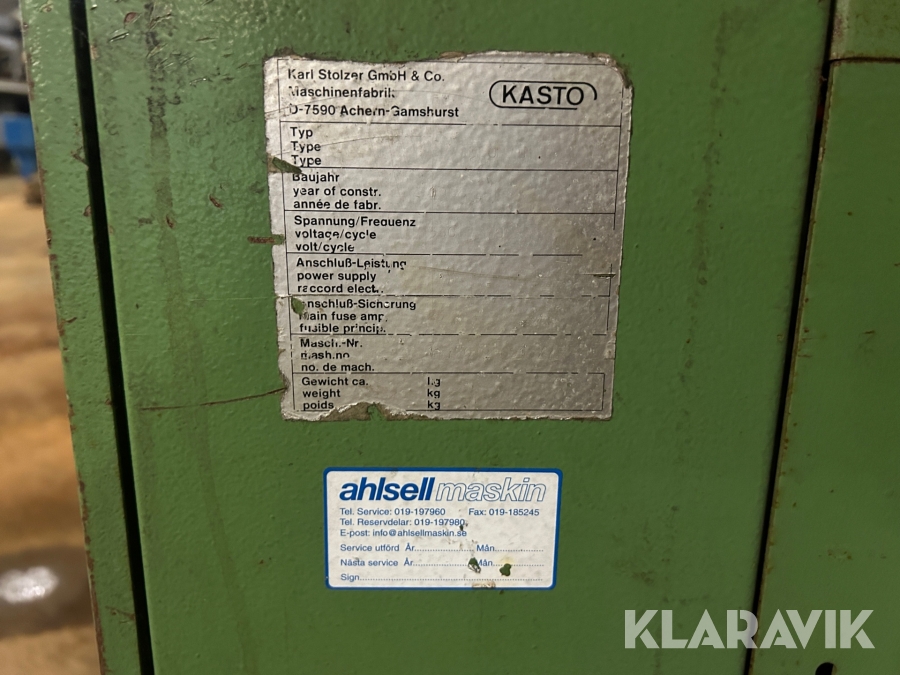 Karl Stolzer GmbH & Co.
Maschinenfabrik
D-7590 Achern-Gamshurst
KASTO
Typ
Type
Type
Baujahr
year of constr.
année de fabr.
Spannung/Frequenz
voltage/cycle
volt/cycle
Anschluß-Leistung
power supply
raccord elect.
Anschluß-Sicherung
main fuse amp.
fusible princip.
Masch.-Nr.
mash.no
no. de mach.
Gewicht ca. kg
weight kg
poids kg
ahlsell maskin
Tel. Service: 019-197960 Fax: 019-185245
Tel. Reservdelar: 019-197980
E-post: info@ahlsellmaskin.se
Service utförd År.................... Mån.................
Nästa service År.................... Mån.................
Sign....................
KLARAVIK